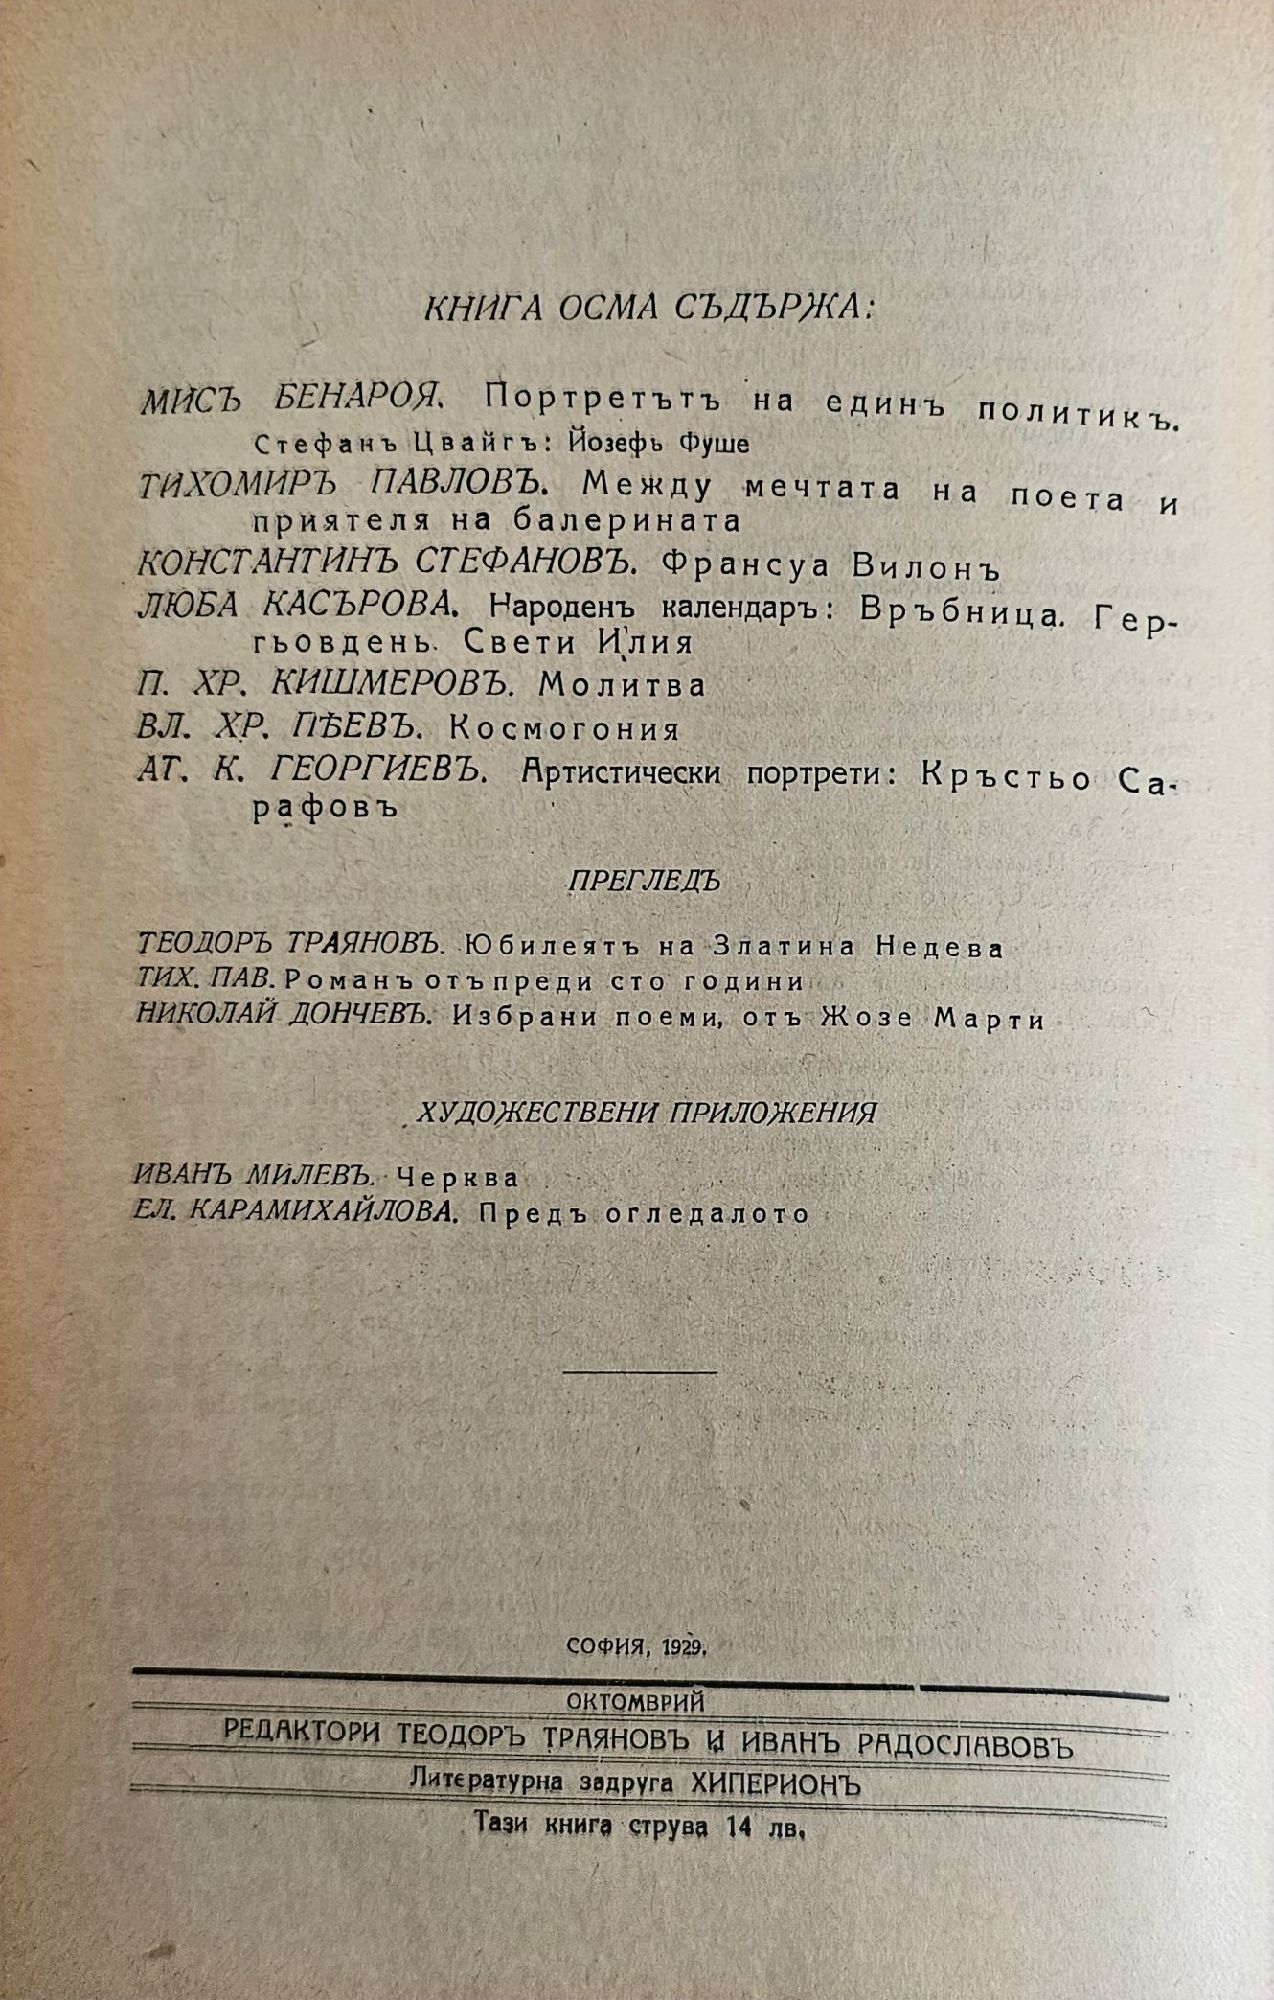 КНИГА ОСМА СЪДЪРЖА:
МИСЪ БЕНАРОЯ. Портретътъ на единъ политикъ.
Стефанъ Цвайгъ: Йозефь Фуше
ТИХОМИРЪ ПАВЛОВЪ. Между мечтата на поета и
приятеля на балерината
КОНСТАНТИНЪ СТЕФАНОВЪ. Франсуа Вилонъ
ЛЮБА КАСЪРОВА. Народенъ календаръ: Връбница. Гер-
гьовдень. Свети Илия
П. ХР. КИШМЕРОВЪ. Молитва
ВЛ. ХР. ПѢЕВЪ. Космогония
АТ. К. ГЕОРГИЕВЪ. Артистически портрети: Кръстьо Са-
рафовъ
ПРЕГЛЕДЪ
ТЕОДОРЪ ТРАЯНОВЪ. Юбилеятъ на Златина Недева
ТИХ. ПАВ. Романъ отъ преди сто години
НИКОЛАЙ ДОНЧЕВЪ. Избрани поеми, отъ Жозе Марти
ХУДОЖЕСТВЕНИ ПРИЛОЖЕНИЯ
ИВАНЪ МИЛЕВЪ. Черква
ЕЛ. КАРАМИХАЙЛОВА. Предъ огледалото
СОФИЯ, 1929.
ОКТОМВРИЙ
РЕДАКТОРИ ТЕОДОРЪ ТРАЯНОВЪ И ИВАНЪ РАДОСЛАВОВЪ
Литературна задруга ХИПЕРИОНЪ
Тази книга струва 14 лв.